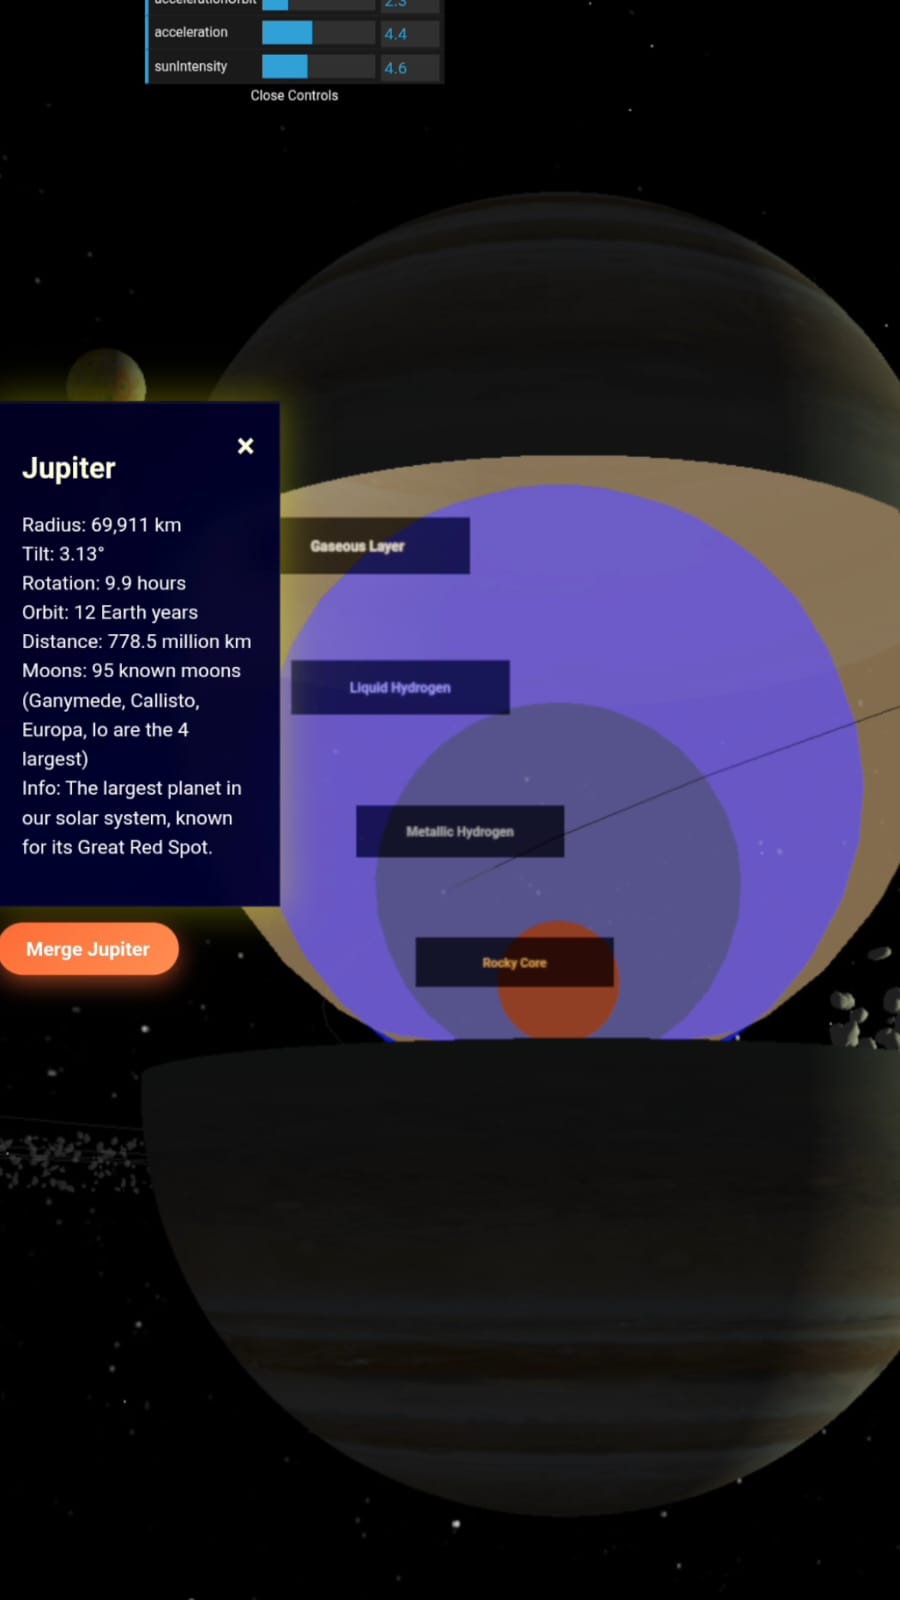 accelerationOrbit 2.3
acceleration 4.4
sunIntensity 4.6
Close Controls
×
Jupiter
Radius: 69,911 km
Tilt: 3.13°
Rotation: 9.9 hours
Orbit: 12 Earth years
Distance: 778.5 million km
Moons: 95 known moons
(Ganymede, Callisto,
Europa, Io are the 4
largest)
Info: The largest planet in
our solar system, known
for its Great Red Spot.
Merge Jupiter
Gaseous Layer
Liquid Hydrogen
Metallic Hydrogen
Rocky Core